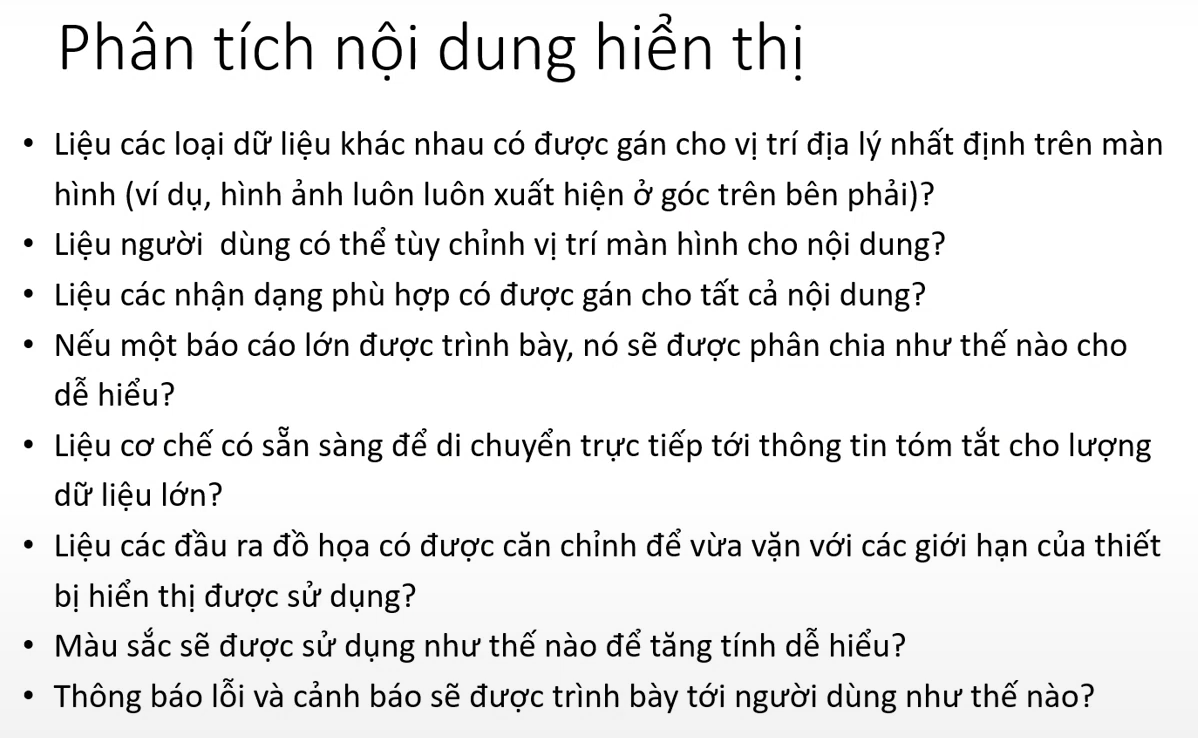 Phân tích nội dung hiển thị
• Liệu các loại dữ liệu khác nhau có được gán cho vị trí địa lý nhất định trên màn
hình (ví dụ, hình ảnh luôn luôn xuất hiện ở góc trên bên phải)?
• Liệu người  dùng có thể tùy chỉnh vị trí màn hình cho nội dung?
• Liệu các nhận dạng phù hợp có được gán cho tất cả nội dung?
• Nếu một báo cáo lớn được trình bày, nó sẽ được phân chia như thế nào cho
dễ hiểu?
• Liệu cơ chế có sẵn sàng để di chuyển trực tiếp tới thông tin tóm tắt cho lượng
dữ liệu lớn?
• Liệu các đầu ra đồ họa có được căn chỉnh để vừa vặn với các giới hạn của thiết
bị hiển thị được sử dụng?
• Màu sắc sẽ được sử dụng như thế nào để tăng tính dễ hiểu?
• Thông báo lỗi và cảnh báo sẽ được trình bày tới người dùng như thế nào?